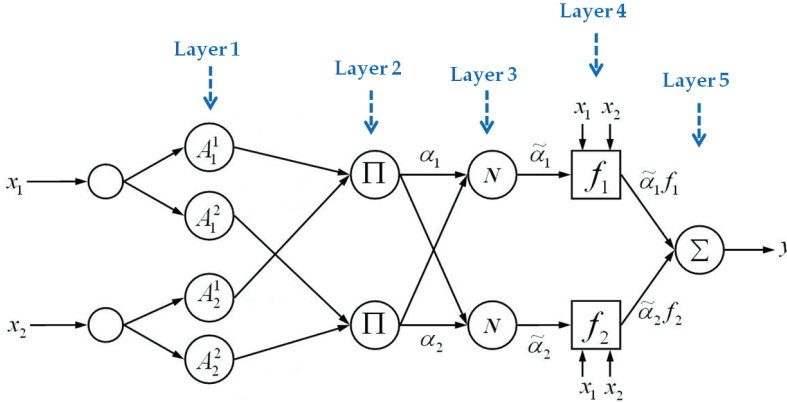 Layer 1
Layer 2
Layer 3
Layer 4
Layer 5
x₁ x₂
x₁
A₁¹
A₁²
Π
α₁
N
α̃₁
f₁
α̃₁f₁
Σ
y
x₂
A₂¹
A₂²
Π
α₂
N
α̃₂
f₂
α̃₂f₂
x₁ x₂